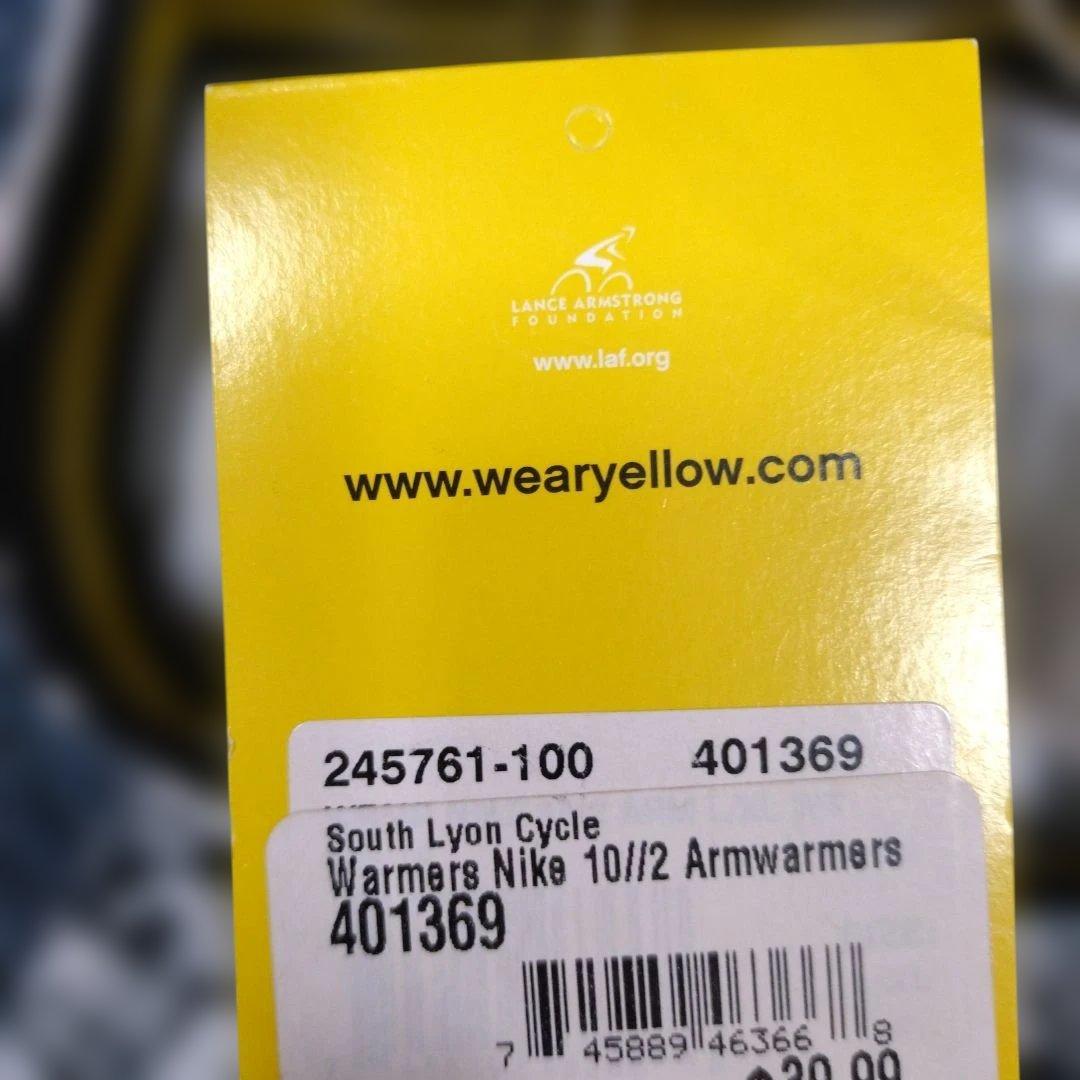 LANCE ARMSTRONG
FOUNDATION
www.laf.org
www.wearyellow.com
245761-100 401369
South Lyon Cycle
Warmers Nike 10//2 Armwarmers
401369
7 45889 46366 8